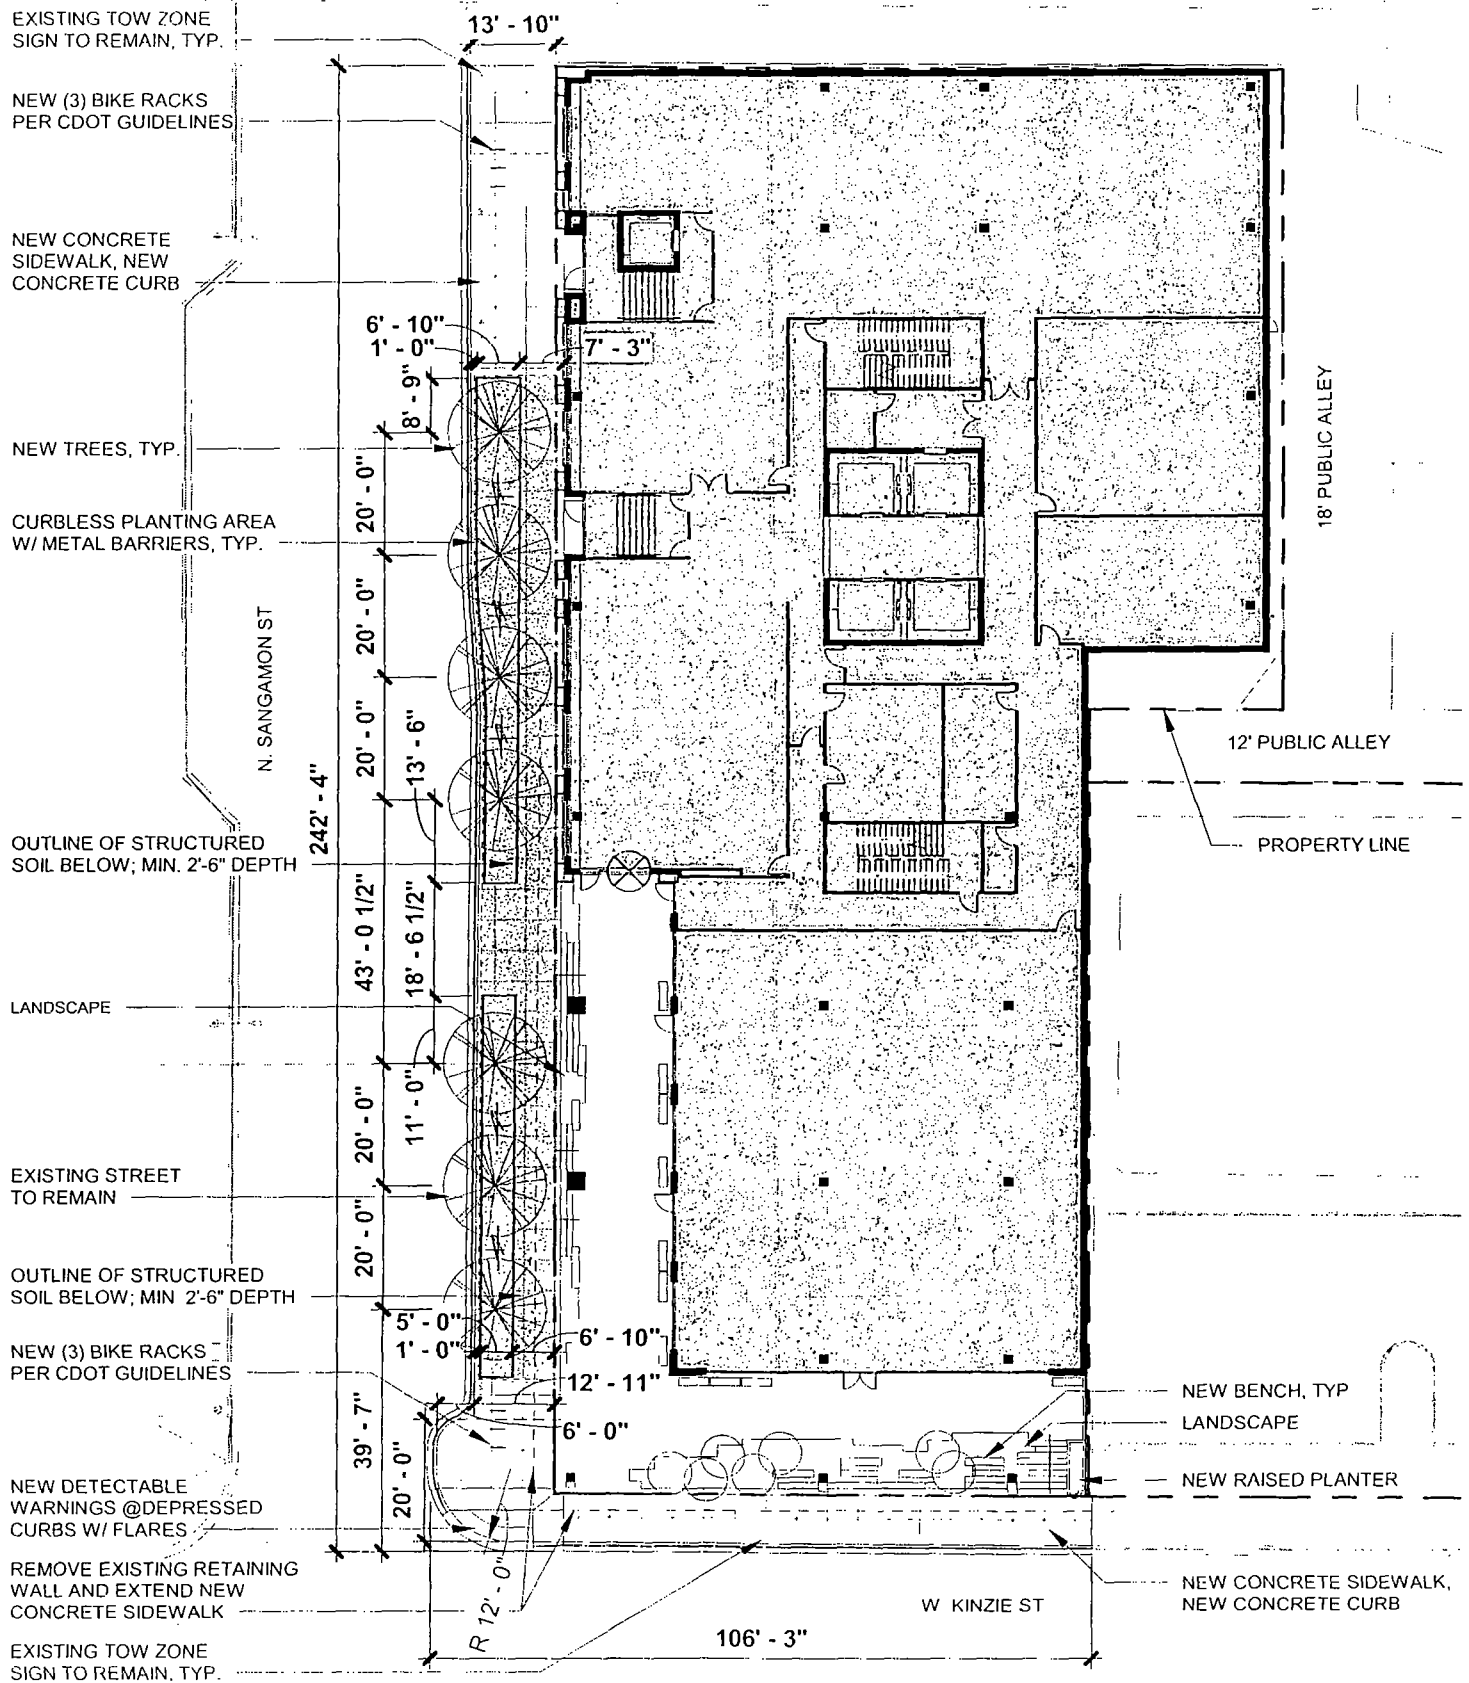 EXISTING TOW ZONE
SIGN TO REMAIN, TYP.
13' - 10"
NEW (3) BIKE RACKS
PER CDOT GUIDELINES
NEW CONCRETE
SIDEWALK, NEW
CONCRETE CURB
6' - 10"
1' - 0"
7' - 3"
8' - 9"
NEW TREES, TYP.
20' - 0"
CURBLESS PLANTING AREA
W/ METAL BARRIERS, TYP.
18' PUBLIC ALLEY
20' - 0"
N. SANGAMON ST
20' - 0"
13' - 6"
12' PUBLIC ALLEY
242' - 4"
PROPERTY LINE
OUTLINE OF STRUCTURED
SOIL BELOW; MIN. 2'-6" DEPTH
43' - 0 1/2"
18' - 6 1/2"
LANDSCAPE
11' - 0"
20' - 0"
EXISTING STREET
TO REMAIN
20' - 0"
OUTLINE OF STRUCTURED
SOIL BELOW; MIN 2'-6" DEPTH
5' - 0"
1' - 0"
6' - 10"
NEW (3) BIKE RACKS
PER CDOT GUIDELINES
12' - 11"
6' - 0"
39' - 7"
20' - 0"
NEW BENCH, TYP
LANDSCAPE
NEW RAISED PLANTER
NEW DETECTABLE
WARNINGS @DEPRESSED
CURBS W/ FLARES
REMOVE EXISTING RETAINING
WALL AND EXTEND NEW
CONCRETE SIDEWALK
R 12' - 0"
NEW CONCRETE SIDEWALK,
NEW CONCRETE CURB
W KINZIE ST
106' - 3"
EXISTING TOW ZONE
SIGN TO REMAIN, TYP.